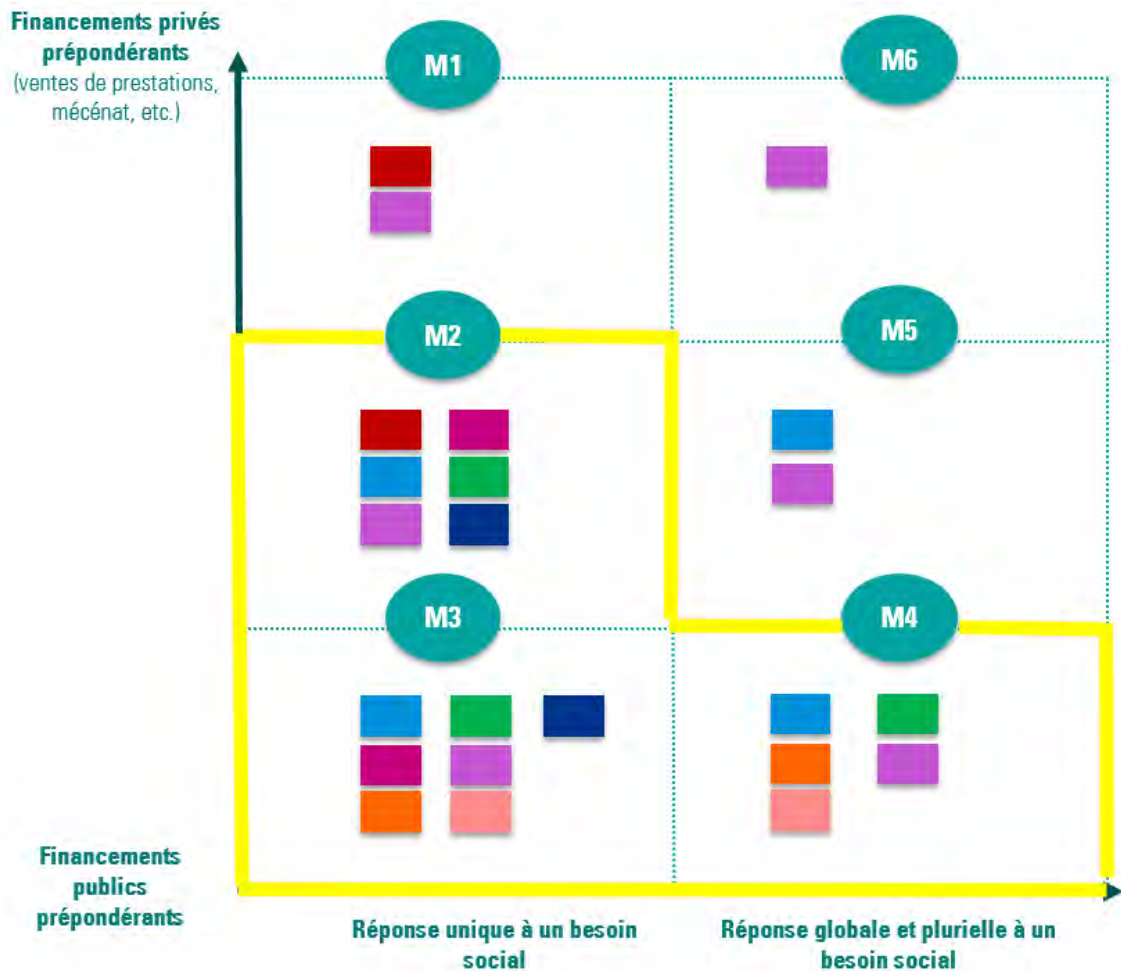 Financements privés
prépondérants
(ventes de prestations,
mécénat, etc.)
M1
M6
M2
M5
M3
M4
Financements
publics
prépondérants
Réponse unique à un besoin
social
Réponse globale et plurielle à un
besoin social